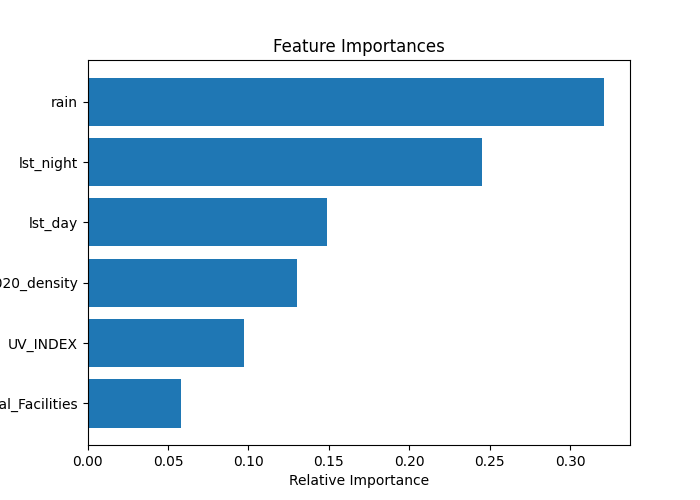 Feature Importances
rain
lst_night
lst_day
020_density
UV_INDEX
al_Facilities
0.00 0.05 0.10 0.15 0.20 0.25 0.30
Relative Importance